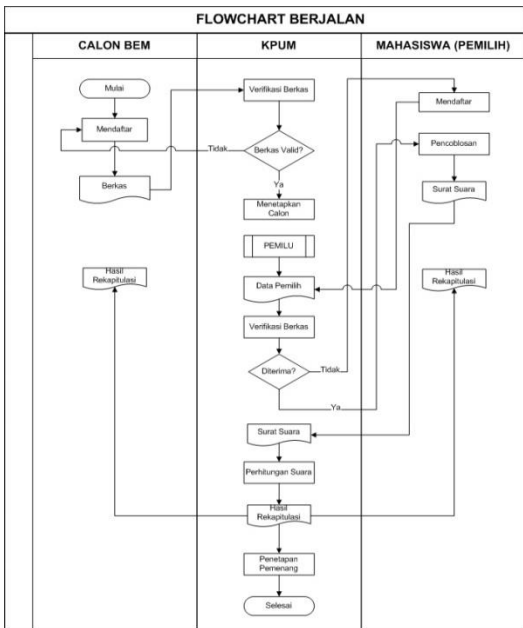 FLOWCHART BERJALAN
CALON BEM
KPUM
MAHASISWA (PEMILIH)
Mulai
Mendaftar
Berkas
Hasil
Rekapitulasi
Verifikasi Berkas
Berkas Valid?
Tidak
Ya
Menetapkan
Calon
PEMILU
Data Pemilih
Verifikasi Berkas
Diterima?
Tidak
Ya
Surat Suara
Perhitungan Suara
Hasil
Rekapitulasi
Penetapan
Pemenang
Selesai
Mendaftar
Pencoblosan
Surat Suara
Hasil
Rekapitulasi